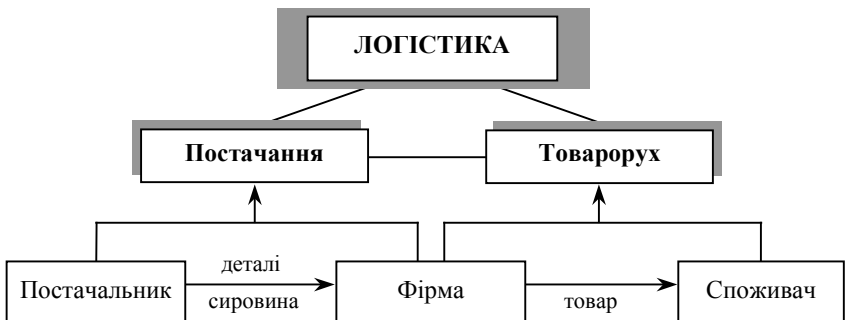 ЛОГІСТИКА
Постачання
Товарорух
Постачальник
деталі
сировина
Фірма
товар
Споживач